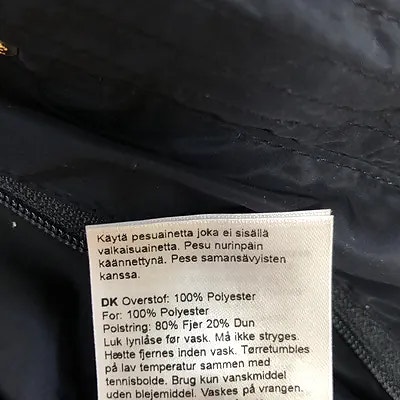 Käytä pesuainetta joka ei sisällä
valkaisuainetta. Pesu nurinpäin
käännettynä. Pese samansävyisten
kanssa.
DK Overstof: 100% Polyester
For: 100% Polyester
Polstring: 80% Fjer 20% Dun
Luk lynlåse før vask. Må ikke stryges.
Hætte fjernes inden vask. Tørretumbles
på lav temperatur sammen med
tennisbolde. Brug kun vanskmiddel
uden blejemiddel. Vaskes på vrangen.